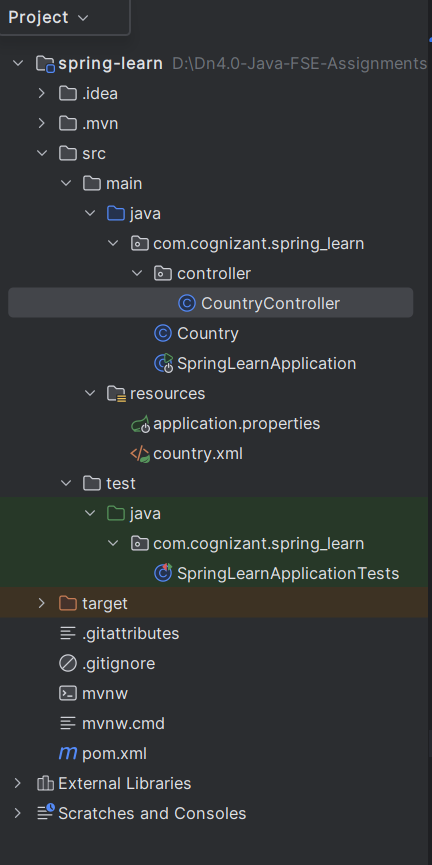 Project
spring-learn D:\Dn4.0-Java-FSE-Assignments
.idea
.mvn
src
main
java
com.cognizant.spring_learn
controller
CountryController
Country
SpringLearnApplication
resources
application.properties
country.xml
test
java
com.cognizant.spring_learn
SpringLearnApplicationTests
target
.gitattributes
.gitignore
mvnw
mvnw.cmd
pom.xml
External Libraries
Scratches and Consoles